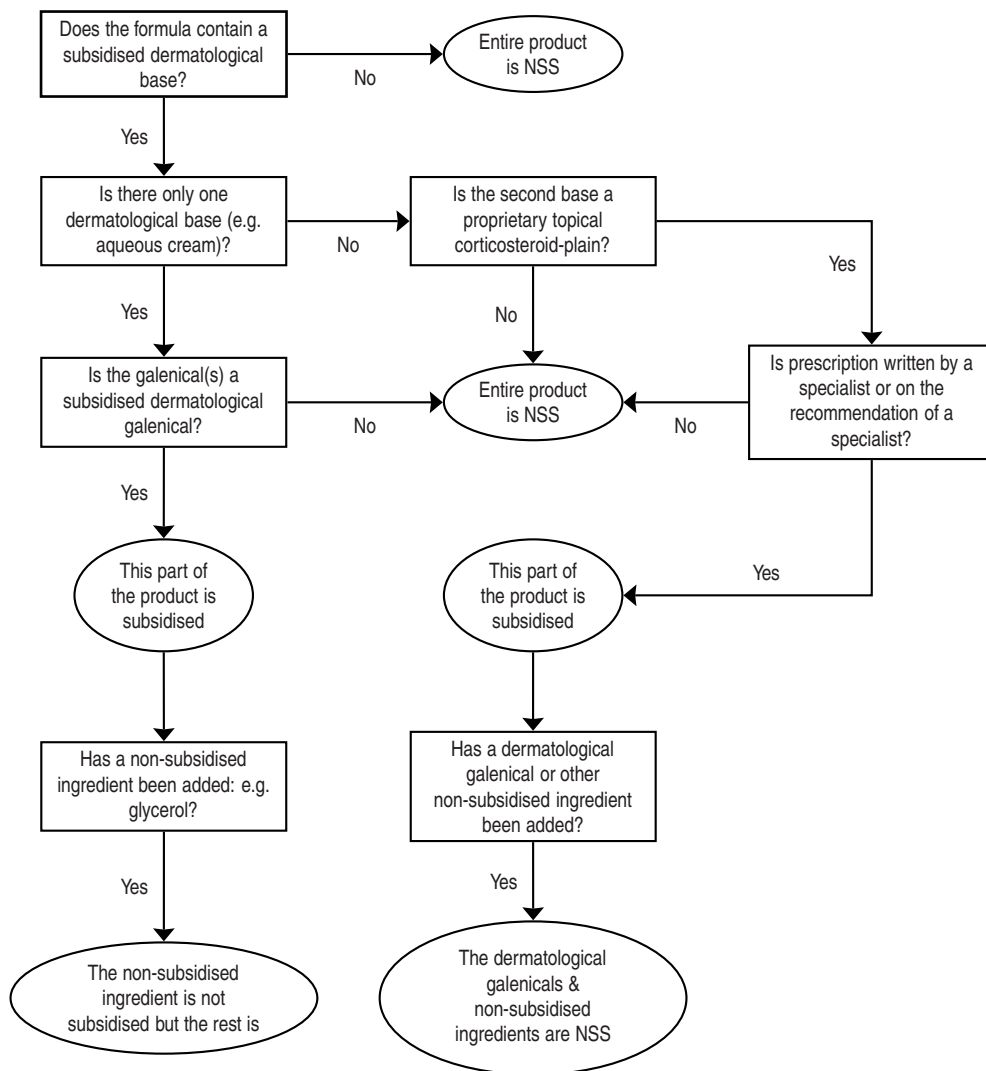 Does the formula contain a
subsidised dermatological
base?
No
Entire product
is NSS
Yes
Is there only one
dermatological base (e.g.
aqueous cream)?
No
Is the second base a
proprietary topical
corticosteroid-plain?
Yes
Yes
No
Is the galenical(s) a
subsidised dermatological
galenical?
No
Entire product
is NSS
No
Is prescription written by a
specialist or on the
recommendation of a
specialist?
Yes
Yes
This part of
the product is
subsidised
This part of
the product is
subsidised
Has a non-subsidised
ingredient been added: e.g.
glycerol?
Has a dermatological
galenical or other
non-subsidised ingredient
been added?
Yes
Yes
The non-subsidised
ingredient is not
subsidised but the rest is
The dermatological
galenicals &
non-subsidised
ingredients are NSS